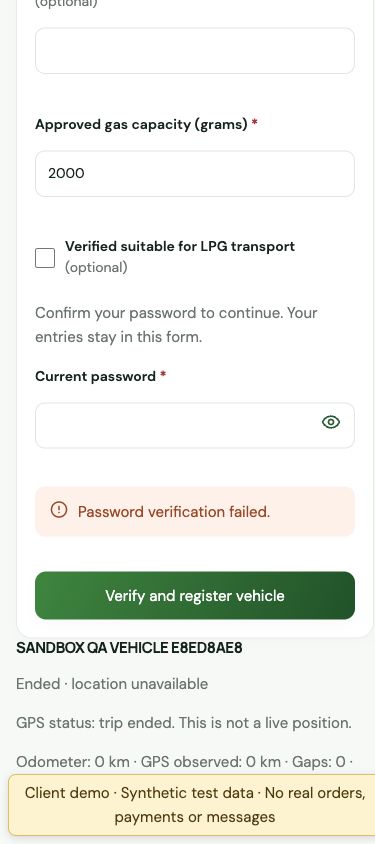 (optional)
Approved gas capacity (grams) *
2000
Verified suitable for LPG transport
(optional)
Confirm your password to continue. Your
entries stay in this form.
Current password *
Password verification failed.
Verify and register vehicle
SANDBOX QA VEHICLE E8ED8AE8
Ended · location unavailable
GPS status: trip ended. This is not a live position.
Odometer: 0 km · GPS observed: 0 km · Gaps: 0 ·
Client demo · Synthetic test data · No real orders,
payments or messages